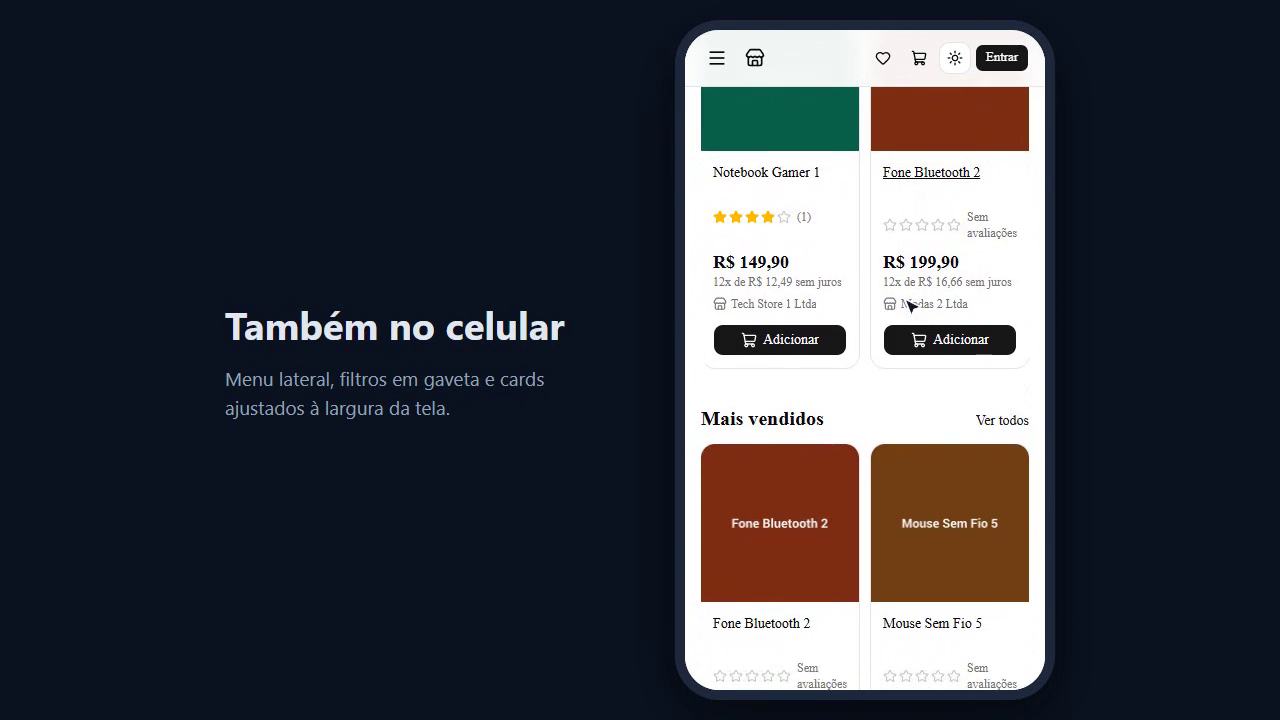 Também no celular
Menu lateral, filtros em gaveta e cards
ajustados à largura da tela.
Entrar
Notebook Gamer 1
(1)
R$ 149,90
12x de R$ 12,49 sem juros
Tech Store 1 Ltda
Adicionar
Fone Bluetooth 2
Sem
avaliações
R$ 199,90
12x de R$ 16,66 sem juros
Modas 2 Ltda
Adicionar
Mais vendidos
Ver todos
Fone Bluetooth 2
Fone Bluetooth 2
Sem
avaliações
Mouse Sem Fio 5
Mouse Sem Fio 5
Sem
avaliações